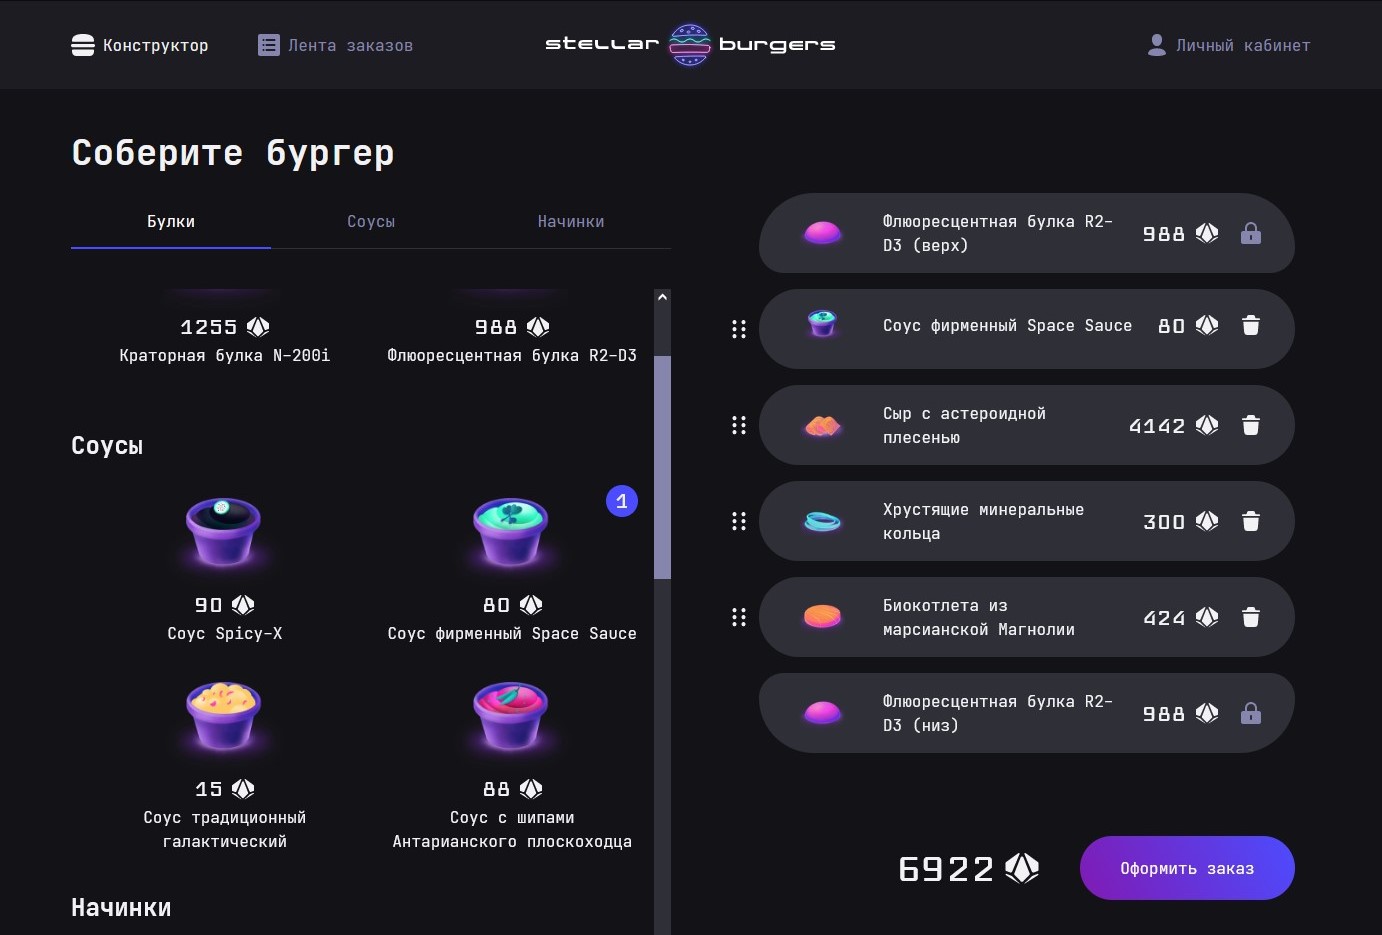 Конструктор
Лента заказов
stellar burgers
Личный кабинет
Соберите бургер
Булки
Соусы
Начинки
1255
Краторная булка N-200i
988
Флюоресцентная булка R2-D3
Соусы
90
Соус Spicy-X
1
80
Соус фирменный Space Sauce
15
Соус традиционный
галактический
88
Соус с шипами
Антарианского плоскоходца
Начинки
Флюоресцентная булка R2-
D3 (верх)
988
Соус фирменный Space Sauce
80
Сыр с астероидной
плесенью
4142
Хрустящие минеральные
кольца
300
Биокотлета из
марсианской Магнолии
424
Флюоресцентная булка R2-
D3 (низ)
988
6922
Оформить заказ